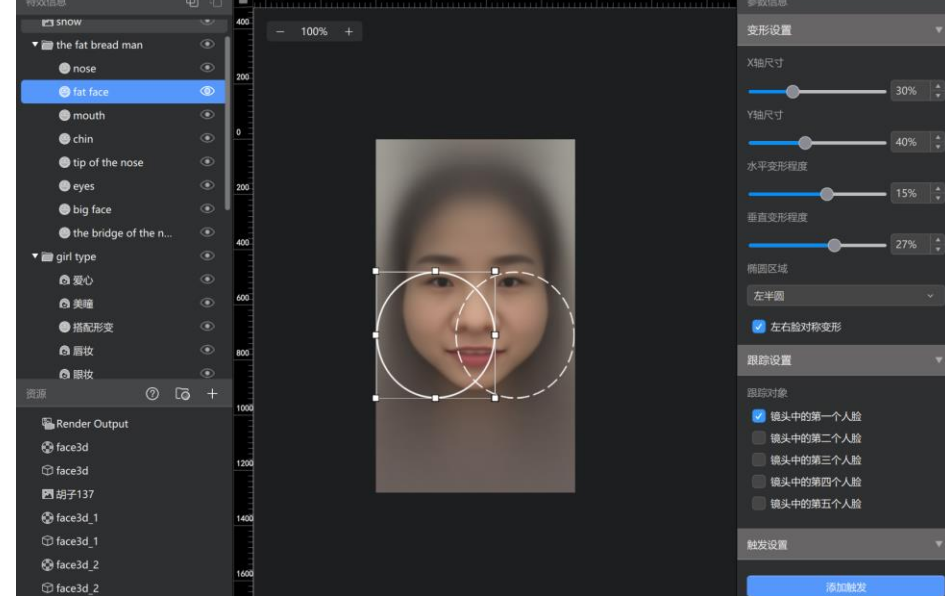 特效信息
snow
the fat bread man
nose
fat face
mouth
chin
tip of the nose
eyes
big face
the bridge of the n...
girl type
爱心
美瞳
搭配形变
唇妆
眼妆
资源
Render Output
face3d
face3d
胡子137
face3d_1
face3d_1
face3d_2
face3d_2
400
200
0
200
400
600
800
1000
1200
1400
1600
− 100% +
参数信息
变形设置
X轴尺寸
30%
Y轴尺寸
40%
水平变形程度
15%
垂直变形程度
27%
椭圆区域
左半圆
左右脸对称变形
跟踪设置
跟踪对象
镜头中的第一个人脸
镜头中的第二个人脸
镜头中的第三个人脸
镜头中的第四个人脸
镜头中的第五个人脸
触发设置
添加触发